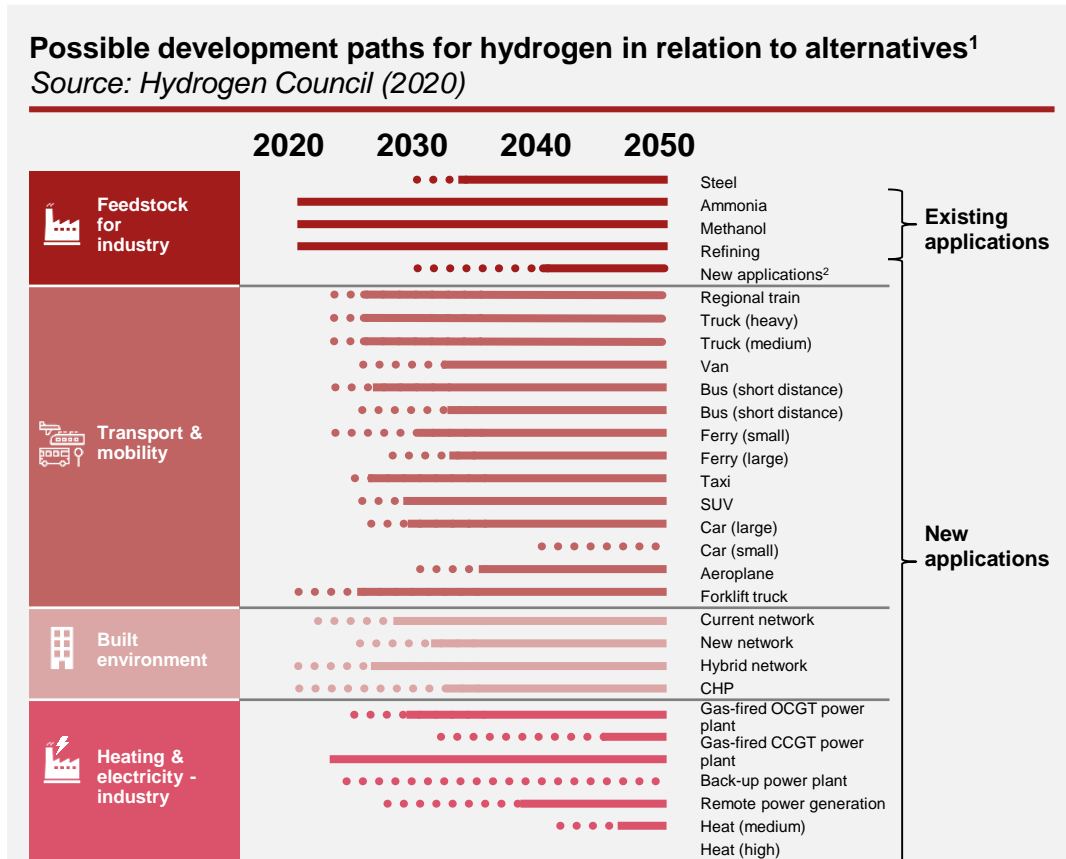 Possible development paths for hydrogen in relation to alternatives¹
Source: Hydrogen Council (2020)
2020 2030 2040 2050
Feedstock
for
industry
Steel
Ammonia
Methanol
Refining
New applications²
Existing
applications
Transport &
mobility
Regional train
Truck (heavy)
Truck (medium)
Van
Bus (short distance)
Bus (short distance)
Ferry (small)
Ferry (large)
Taxi
SUV
Car (large)
Car (small)
Aeroplane
Forklift truck
New
applications
Built
environment
Current network
New network
Hybrid network
CHP
Heating &
electricity -
industry
Gas-fired OCGT power
plant
Gas-fired CCGT power
plant
Back-up power plant
Remote power generation
Heat (medium)
Heat (high)